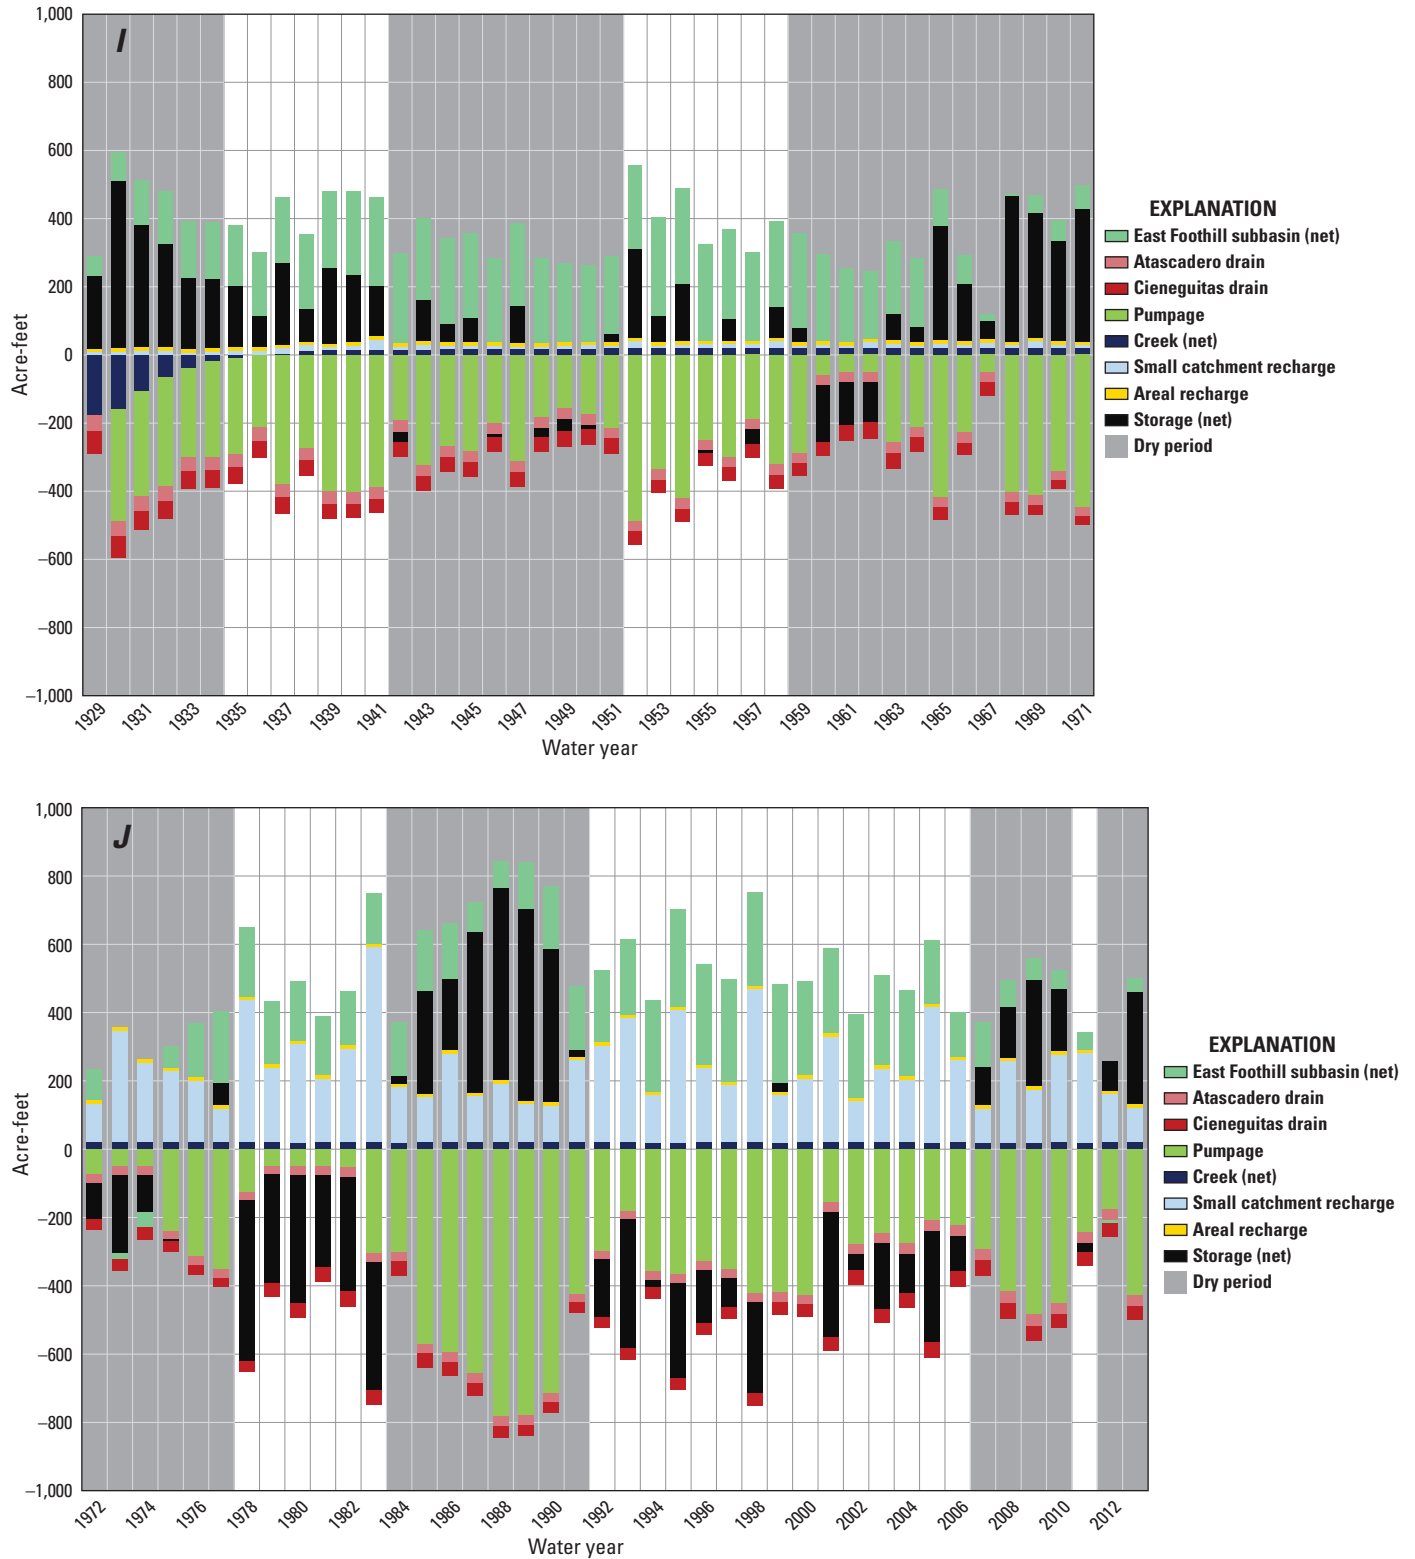 I
1,000
800
600
400
200
0
–200
–400
–600
–800
–1,000
Acre-feet
1929 1931 1933 1935 1937 1939 1941 1943 1945 1947 1949 1951 1953 1955 1957 1959 1961 1963 1965 1967 1969 1971
Water year
EXPLANATION
East Foothill subbasin (net)
Atascadero drain
Cieneguitas drain
Pumpage
Creek (net)
Small catchment recharge
Areal recharge
Storage (net)
Dry period
J
1,000
800
600
400
200
0
–200
–400
–600
–800
–1,000
Acre-feet
1972 1974 1976 1978 1980 1982 1984 1986 1988 1990 1992 1994 1996 1998 2000 2002 2004 2006 2008 2010 2012
Water year
EXPLANATION
East Foothill subbasin (net)
Atascadero drain
Cieneguitas drain
Pumpage
Creek (net)
Small catchment recharge
Areal recharge
Storage (net)
Dry period